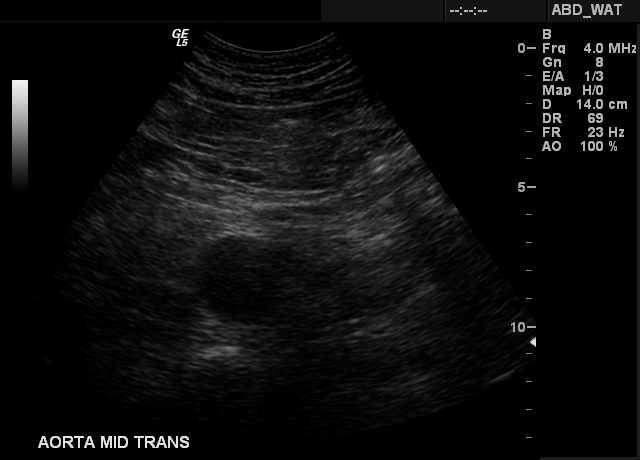 --:--:--
ABD_WAT
GE
L5
B
Frq 4.0 MHz
Gn 8
E/A 1/3
Map H/0
D 14.0 cm
DR 69
FR 23 Hz
AO 100 %
0
5
10
AORTA MID TRANS